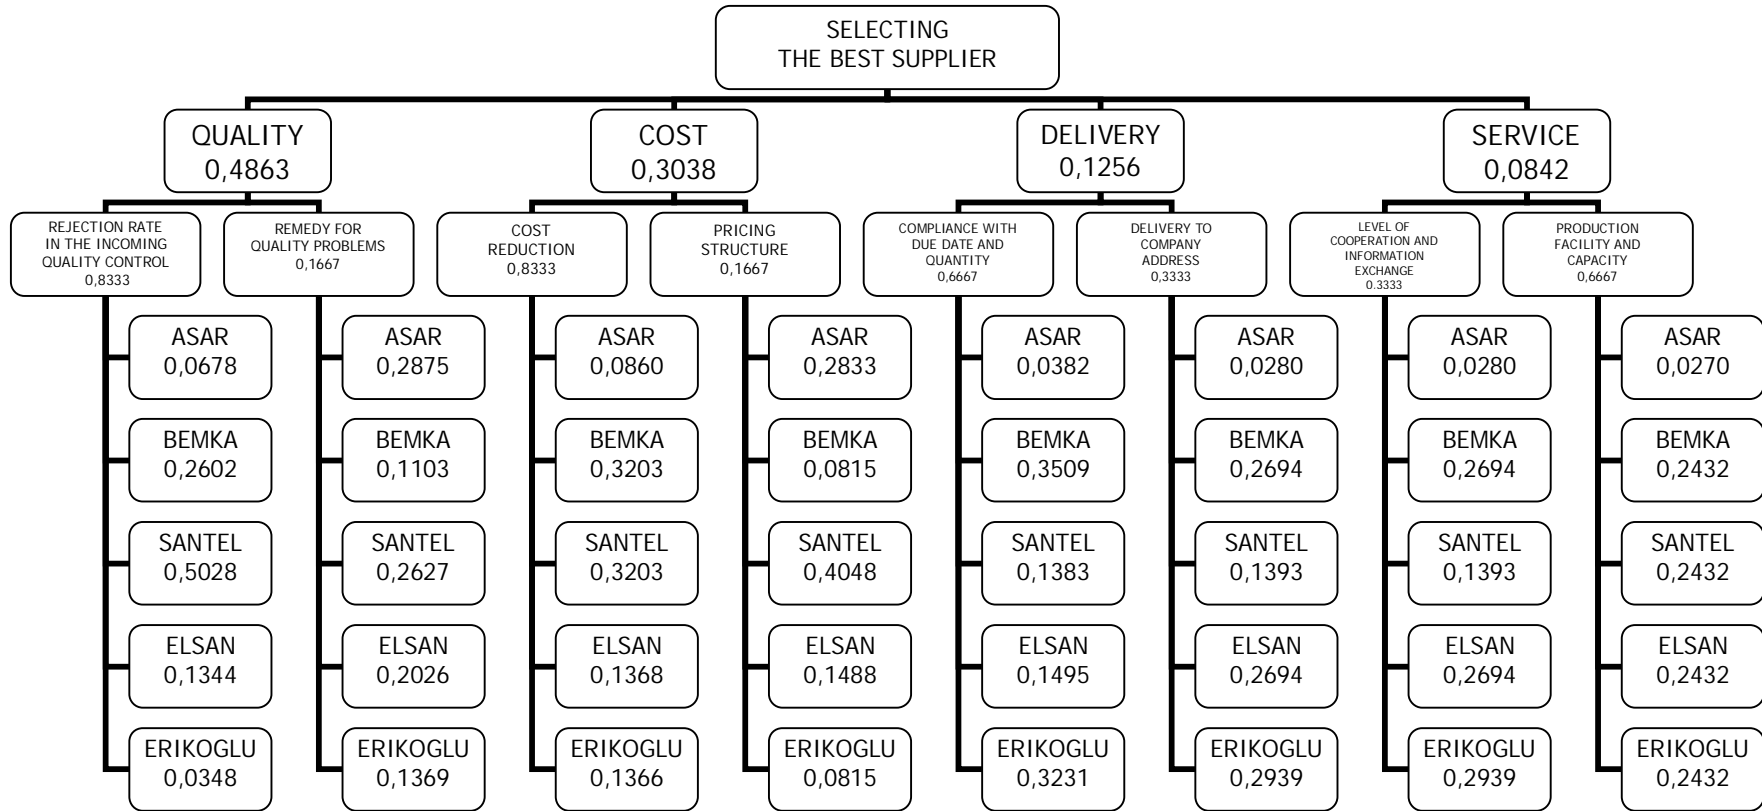 SELECTING
THE BEST SUPPLIER
QUALITY
0,4863
COST
0,3038
DELIVERY
0,1256
SERVICE
0,0842
REJECTION RATE
IN THE INCOMING
QUALITY CONTROL
0,8333
REMEDY FOR
QUALITY PROBLEMS
0,1667
COST
REDUCTION
0,8333
PRICING
STRUCTURE
0,1667
COMPLIANCE WITH
DUE DATE AND
QUANTITY
0,6667
DELIVERY TO
COMPANY
ADDRESS
0,3333
LEVEL OF
COOPERATION AND
INFORMATION
EXCHANGE
0.3333
PRODUCTION
FACILITY AND
CAPACITY
0,6667
ASAR
0,0678
ASAR
0,2875
ASAR
0,0860
ASAR
0,2833
ASAR
0,0382
ASAR
0,0280
ASAR
0,0280
ASAR
0,0270
BEMKA
0,2602
BEMKA
0,1103
BEMKA
0,3203
BEMKA
0,0815
BEMKA
0,3509
BEMKA
0,2694
BEMKA
0,2694
BEMKA
0,2432
SANTEL
0,5028
SANTEL
0,2627
SANTEL
0,3203
SANTEL
0,4048
SANTEL
0,1383
SANTEL
0,1393
SANTEL
0,1393
SANTEL
0,2432
ELSAN
0,1344
ELSAN
0,2026
ELSAN
0,1368
ELSAN
0,1488
ELSAN
0,1495
ELSAN
0,2694
ELSAN
0,2694
ELSAN
0,2432
ERIKOGLU
0,0348
ERIKOGLU
0,1369
ERIKOGLU
0,1366
ERIKOGLU
0,0815
ERIKOGLU
0,3231
ERIKOGLU
0,2939
ERIKOGLU
0,2939
ERIKOGLU
0,2432